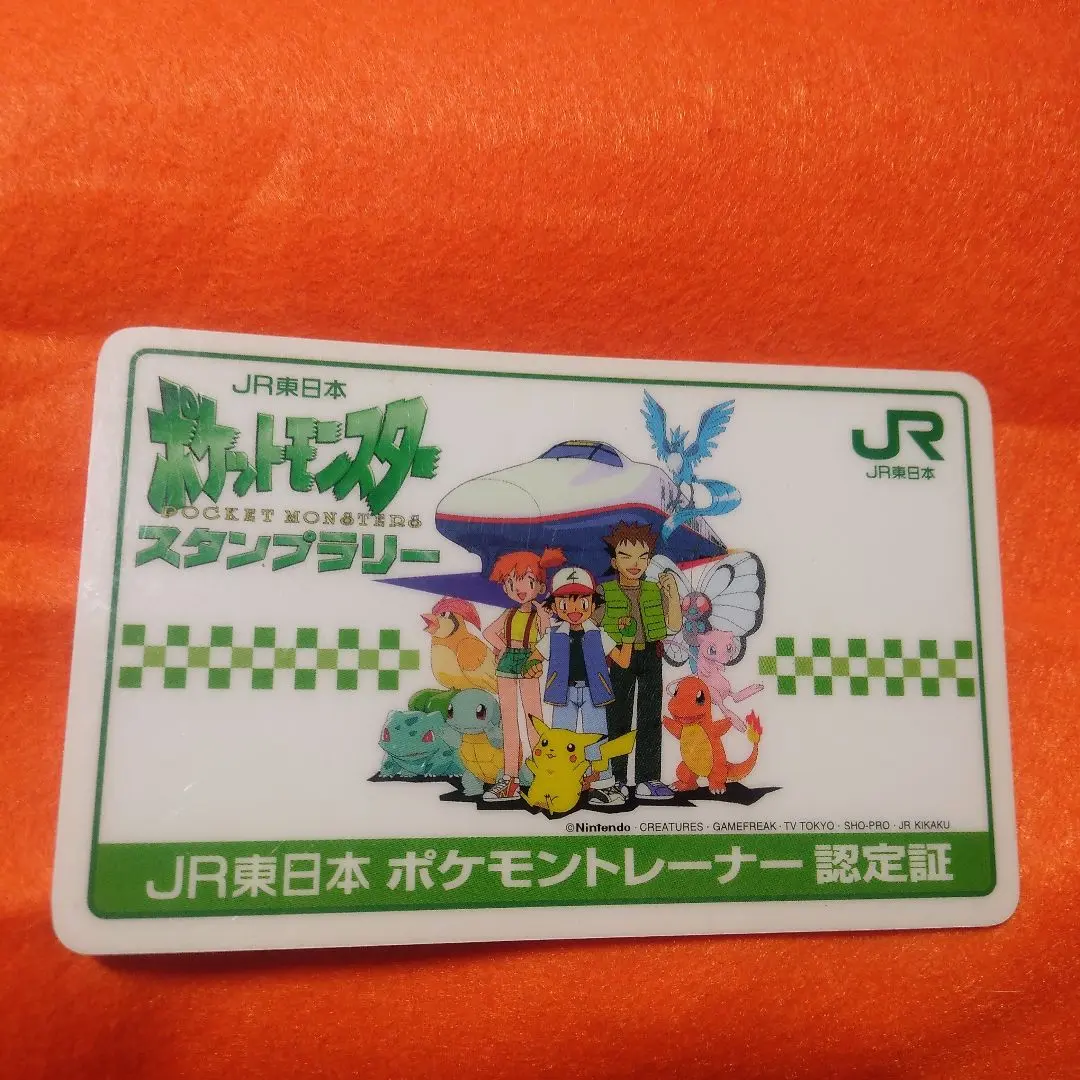 JR東日本
ポケットモンスター
POCKET MONSTERS
スタンプラリー
JR
JR東日本
©Nintendo・CREATURES・GAMEFREAK・TV TOKYO・SHO-PRO・JR KIKAKU
JR東日本 ポケモントレーナー 認定証